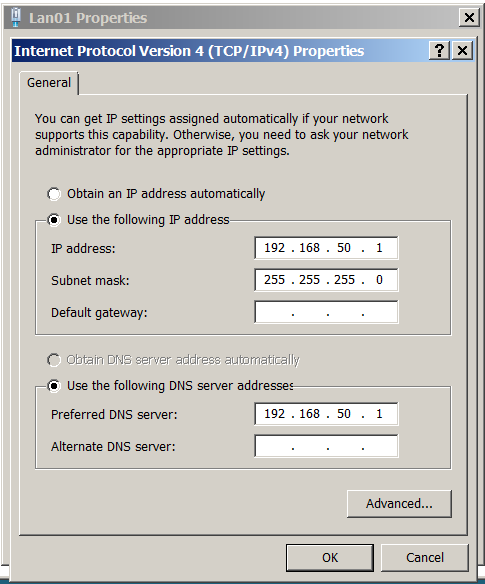 Lan01 Properties
Internet Protocol Version 4 (TCP/IPv4) Properties
General
You can get IP settings assigned automatically if your network
supports this capability. Otherwise, you need to ask your network
administrator for the appropriate IP settings.
Obtain an IP address automatically
Use the following IP address
IP address: 192 . 168 . 50 . 1
Subnet mask: 255 . 255 . 255 . 0
Default gateway: . . .
Obtain DNS server address automatically
Use the following DNS server addresses
Preferred DNS server: 192 . 168 . 50 . 1
Alternate DNS server: . . .
Advanced...
OK Cancel